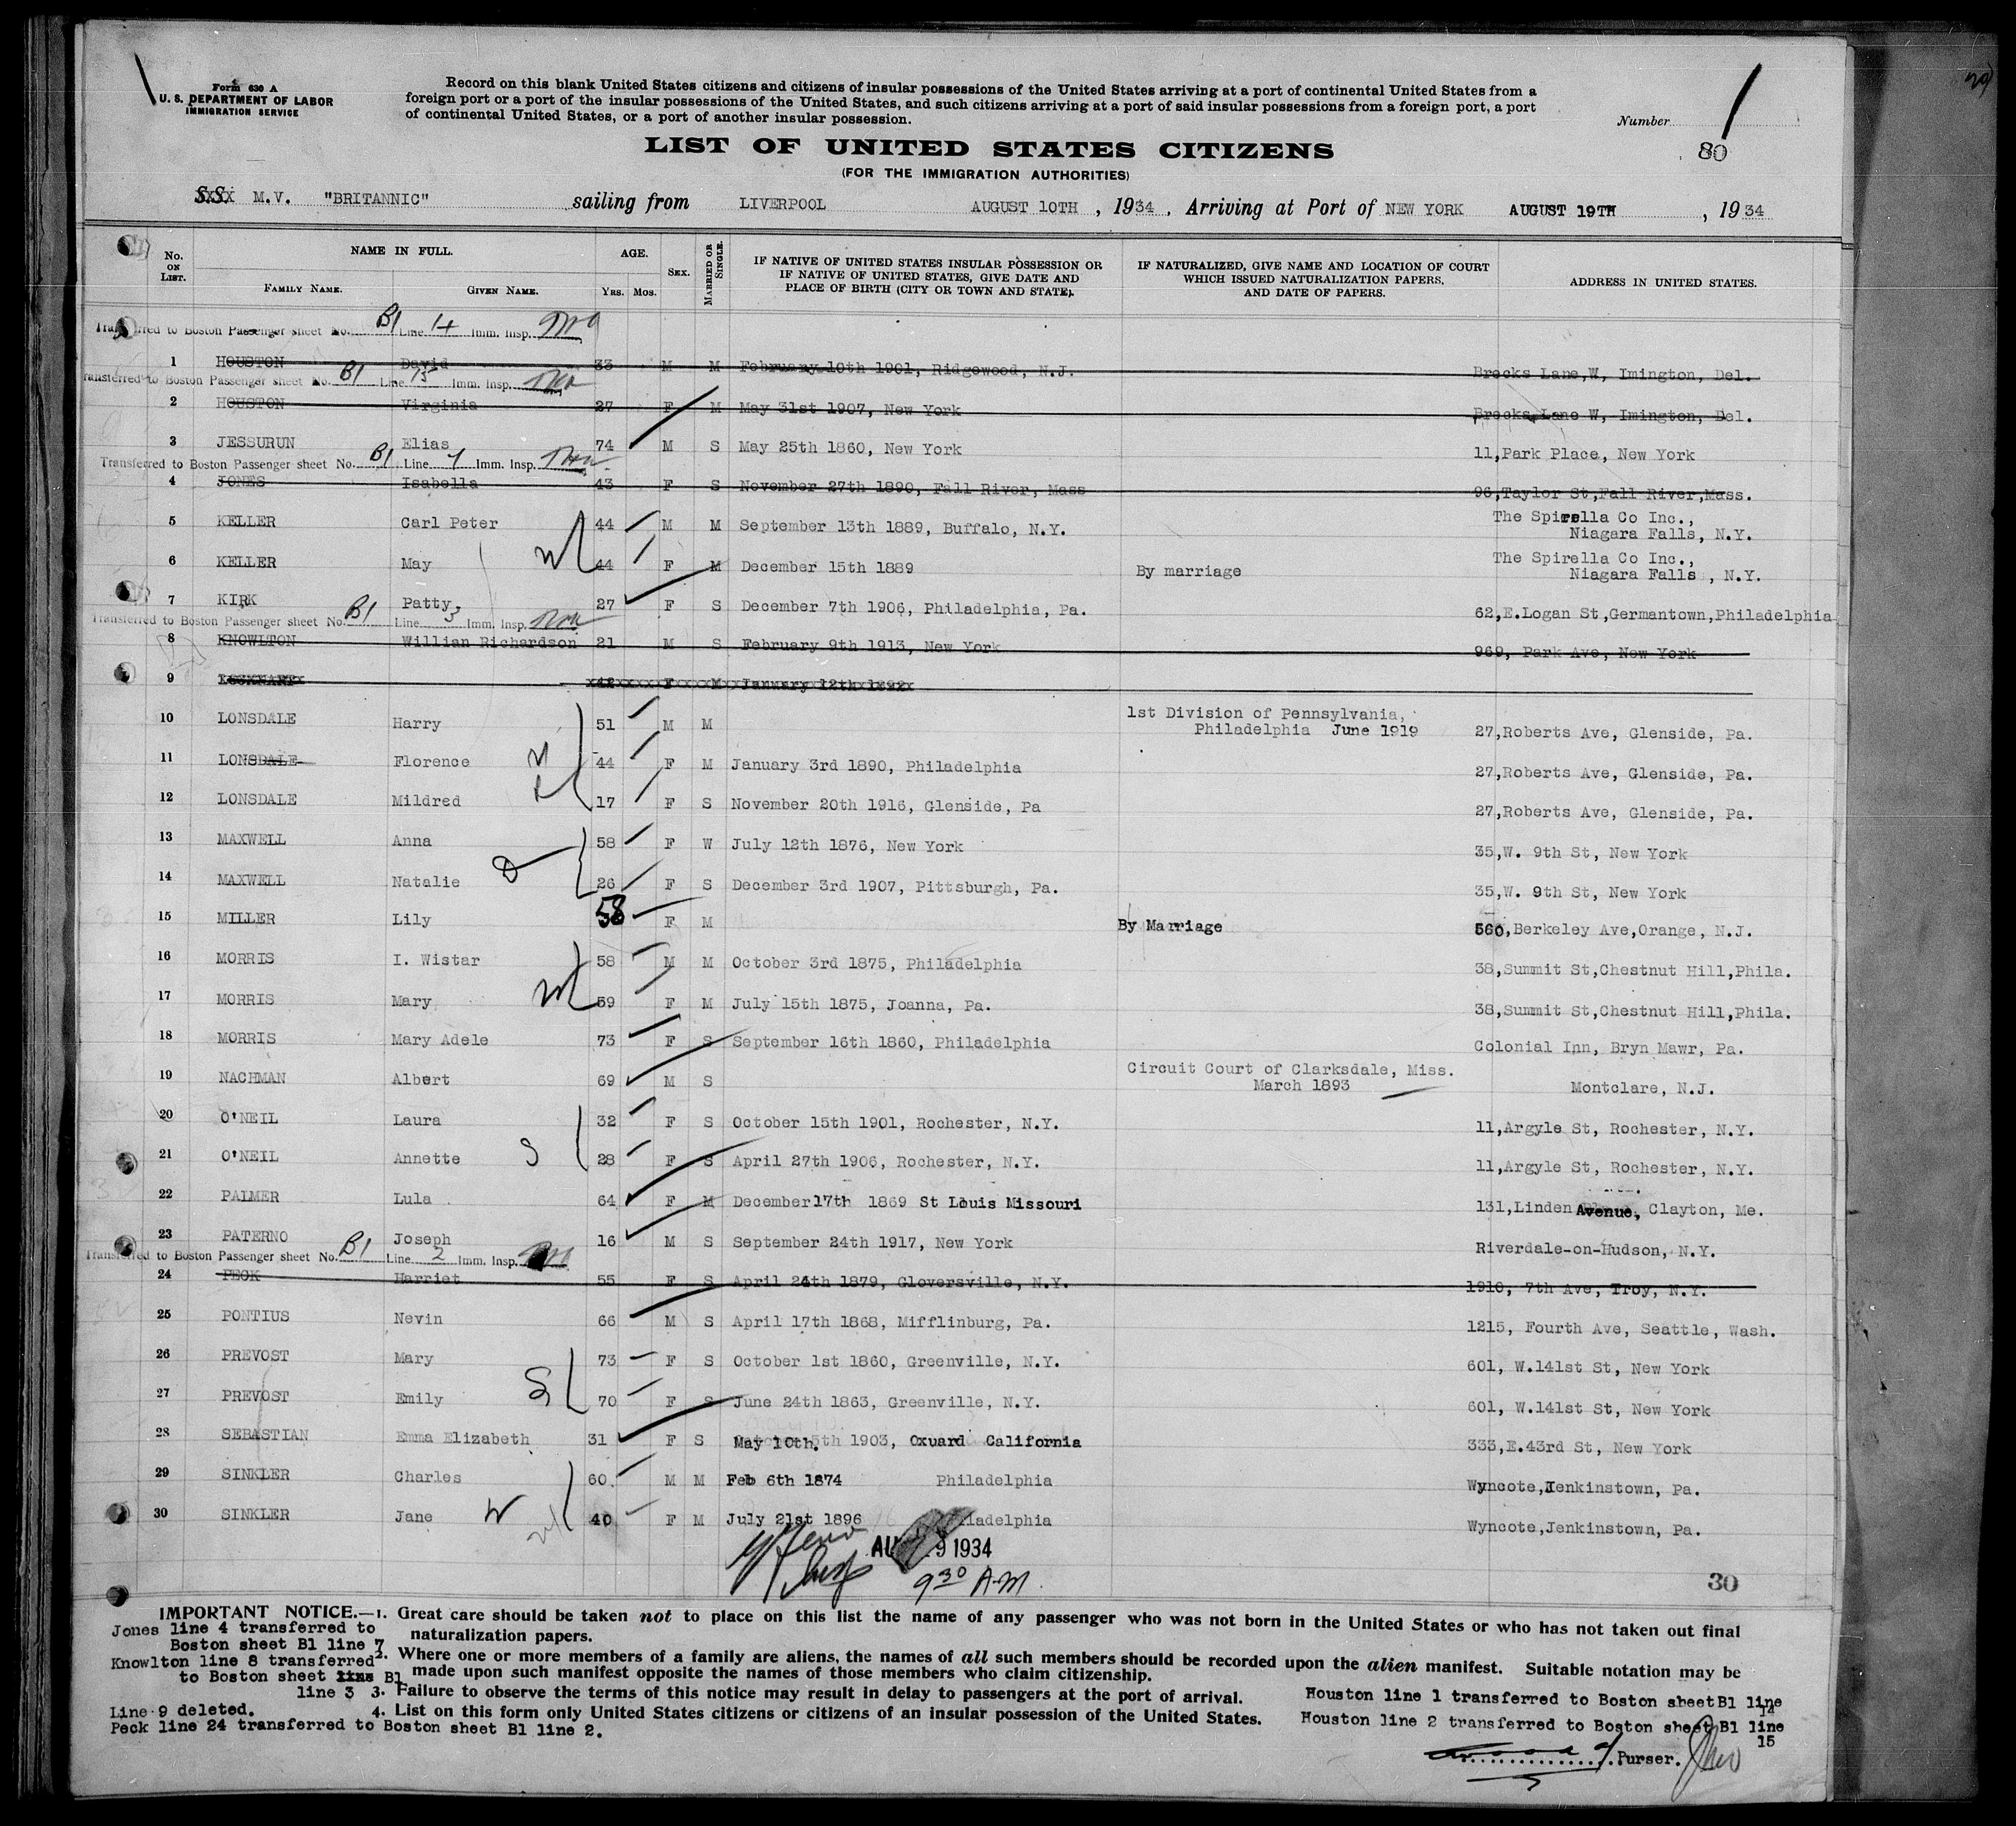 Form 630 A
U. S. DEPARTMENT OF LABOR
IMMIGRATION SERVICE
Record on this blank United States citizens and citizens of insular possessions of the United States arriving at a port of continental United States from a
foreign port or a port of the insular possessions of the United States, and such citizens arriving at a port of said insular possessions from a foreign port, a port
of continental United States, or a port of another insular possession.
Number
80
LIST OF UNITED STATES CITIZENS
(FOR THE IMMIGRATION AUTHORITIES)
S.S. M.V. "BRITANNIC" sailing from LIVERPOOL AUGUST 10TH, 1934, Arriving at Port of NEW YORK AUGUST 19TH, 1934
No. ON LIST. NAME IN FULL. FAMILY NAME. GIVEN NAME. AGE. YRS. MOS. SEX. MARRIED OR SINGLE. IF NATIVE OF UNITED STATES INSULAR POSSESSION OR IF NATIVE OF UNITED STATES, GIVE DATE AND PLACE OF BIRTH (CITY OR TOWN AND STATE). IF NATURALIZED, GIVE NAME AND LOCATION OF COURT WHICH ISSUED NATURALIZATION PAPERS, AND DATE OF PAPERS. ADDRESS IN UNITED STATES.
Transferred to Boston Passenger sheet No. B1 Line 14 Imm. Insp.
1 HOUSTON David 33 M M February 10th 1901, Ridgewood, N.J. Brecks Lane,W, Imington, Del.
Transferred to Boston Passenger sheet No. B1 Line 15 Imm. Insp.
2 HOUSTON Virginia 27 F M May 31st 1907, New York Brecks Lane W, Imington, Del.
3 JESSURUN Elias 74 M S May 25th 1860, New York 11,Park Place, New York
Transferred to Boston Passenger sheet No. B1 Line 7 Imm. Insp.
4 JONES Isabella 43 F S November 27th 1890, Fall River, Mass 96,Taylor St,Fall River,Mass.
5 KELLER Carl Peter 44 M M September 13th 1889, Buffalo, N.Y. The Spirella Co Inc., Niagara Falls, N.Y.
6 KELLER May 44 F M December 15th 1889 By marriage The Spirella Co Inc., Niagara Falls, N.Y.
7 KIRK Patty 27 F S December 7th 1906, Philadelphia, Pa. 62,E.Logan St,Germantown,Philadelphia
Transferred to Boston Passenger sheet No. B1 Line 3 Imm. Insp.
8 KNOWLTON Willian Richardson 21 M S February 9th 1913, New York 969, Park Ave, New York
9 42 F M January 12th 1892
10 LONSDALE Harry 51 M M 1st Division of Pennsylvania, Philadelphia June 1919 27,Roberts Ave, Glenside, Pa.
11 LONSDALE Florence 44 F M January 3rd 1890, Philadelphia 27,Roberts Ave, Glenside, Pa.
12 LONSDALE Mildred 17 F S November 20th 1916, Glenside, Pa 27,Roberts Ave, Glenside, Pa.
13 MAXWELL Anna 58 F W July 12th 1876, New York 35,W. 9th St, New York
14 MAXWELL Natalie 26 F S December 3rd 1907, Pittsburgh, Pa. 35,W. 9th St, New York
15 MILLER Lily 58 F M By Marriage 560,Berkeley Ave,Orange, N.J.
16 MORRIS I. Wistar 58 M M October 3rd 1875, Philadelphia 38,Summit St,Chestnut Hill,Phila.
17 MORRIS Mary 59 F M July 15th 1875, Joanna, Pa. 38,Summit St,Chestnut Hill,Phila.
18 MORRIS Mary Adele 73 F S September 16th 1860, Philadelphia Colonial Inn, Bryn Mawr, Pa.
19 NACHMAN Albert 69 M S Circuit Court of Clarksdale, Miss. March 1893 Montclare, N.J.
20 O'NEIL Laura 32 F S October 15th 1901, Rochester, N.Y. 11,Argyle St, Rochester, N.Y.
21 O'NEIL Annette 28 F S April 27th 1906, Rochester, N.Y. 11,Argyle St, Rochester, N.Y.
22 PALMER Lula 64 F M December 17th 1869 St Louis Missouri 131,Linden Avenue, Clayton, Me.
23 PATERNO Joseph 16 M S September 24th 1917, New York Riverdale-on-Hudson, N.Y.
Transferred to Boston Passenger sheet No. B1 Line 2 Imm. Insp.
24 PECK Harriet 55 F S April 24th 1879, Gloversville, N.Y. 1910, 7th Ave, Troy, N.Y.
25 PONTIUS Nevin 66 M S April 17th 1868, Mifflinburg, Pa. 1215, Fourth Ave, Seattle, Wash.
26 PREVOST Mary 73 F S October 1st 1860, Greenville, N.Y. 601, W.141st St, New York
27 PREVOST Emily 70 F S June 24th 1863, Greenville, N.Y. 601, W.141st St, New York
28 SEBASTIAN Emma Elizabeth 31 F S May 10th. 1903, Oxuard California 333,E.43rd St, New York
29 SINKLER Charles 60 M M Feb 6th 1874 Philadelphia Wyncote,Jenkinstown, Pa.
30 SINKLER Jane 40 F M July 21st 1896 Philadelphia Wyncote,Jenkinstown, Pa.
AUG 19 1934
9 30 A.M.
30
IMPORTANT NOTICE.—1. Great care should be taken not to place on this list the name of any passenger who was not born in the United States or who has not taken out final
naturalization papers.
2. Where one or more members of a family are aliens, the names of all such members should be recorded upon the alien manifest. Suitable notation may be
made upon such manifest opposite the names of those members who claim citizenship.
3. Failure to observe the terms of this notice may result in delay to passengers at the port of arrival.
4. List on this form only United States citizens or citizens of an insular possession of the United States.
Jones line 4 transferred to
Boston sheet B1 line 7
Knowlton line 8 transferred
to Boston sheet B1
line 3
Line 9 deleted.
Peck line 24 transferred to Boston sheet B1 line 2.
Houston line 1 transferred to Boston sheet B1 line 14
Houston line 2 transferred to Boston sheet B1 line 15
Purser.